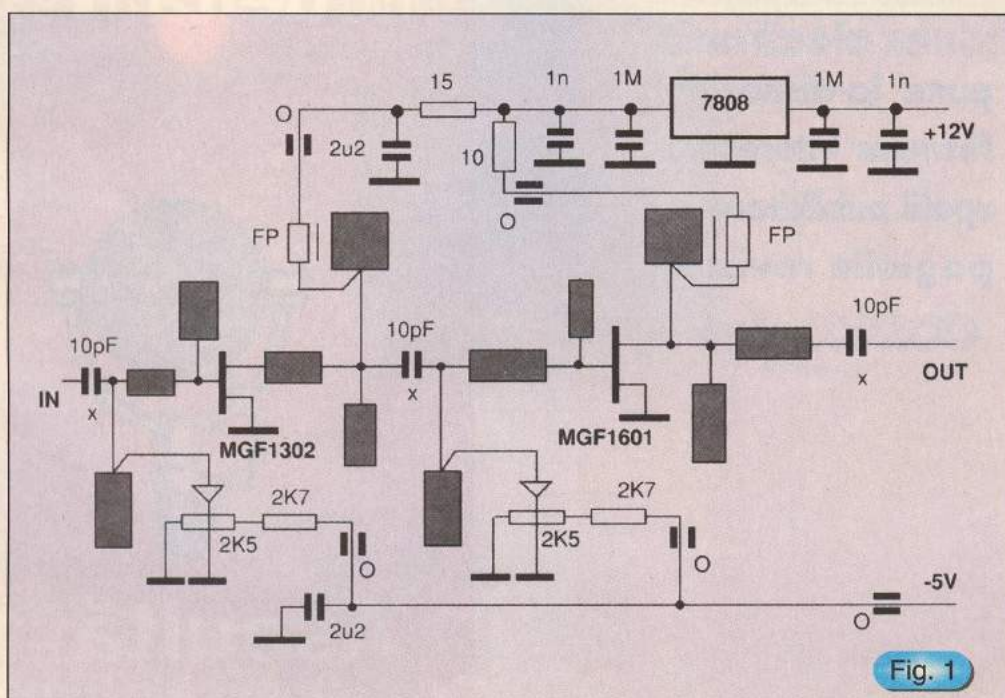 15
1n
1M
7808
1M
1n
+12V
O
2u2
10
O
FP
FP
10pF
10pF
10pF
IN
x
x
x
OUT
MGF1302
MGF1601
2K7
2K7
2K5
2K5
O
O
-5V
2u2
O
Fig. 1